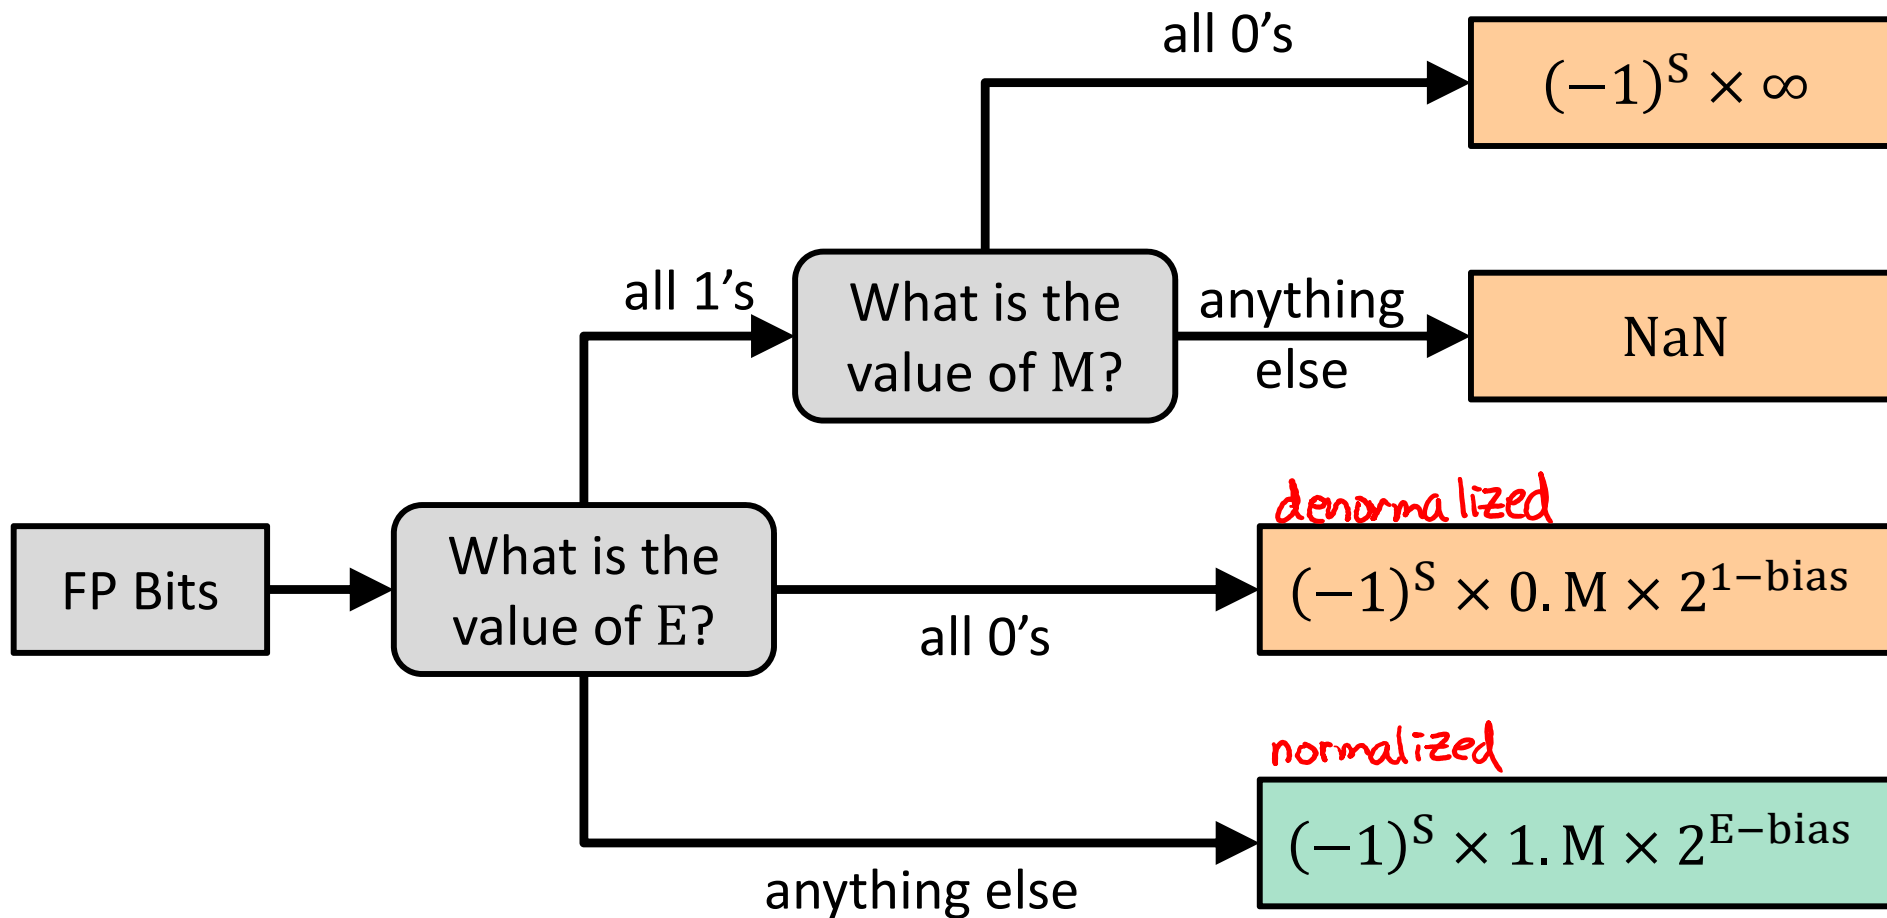 all 0's
(−1)^S × ∞
all 1's
What is the
value of M?
anything
else
NaN
denormalized
FP Bits
What is the
value of E?
all 0's
(−1)^S × 0. M × 2^{1−bias}
normalized
anything else
(−1)^S × 1. M × 2^{E−bias}